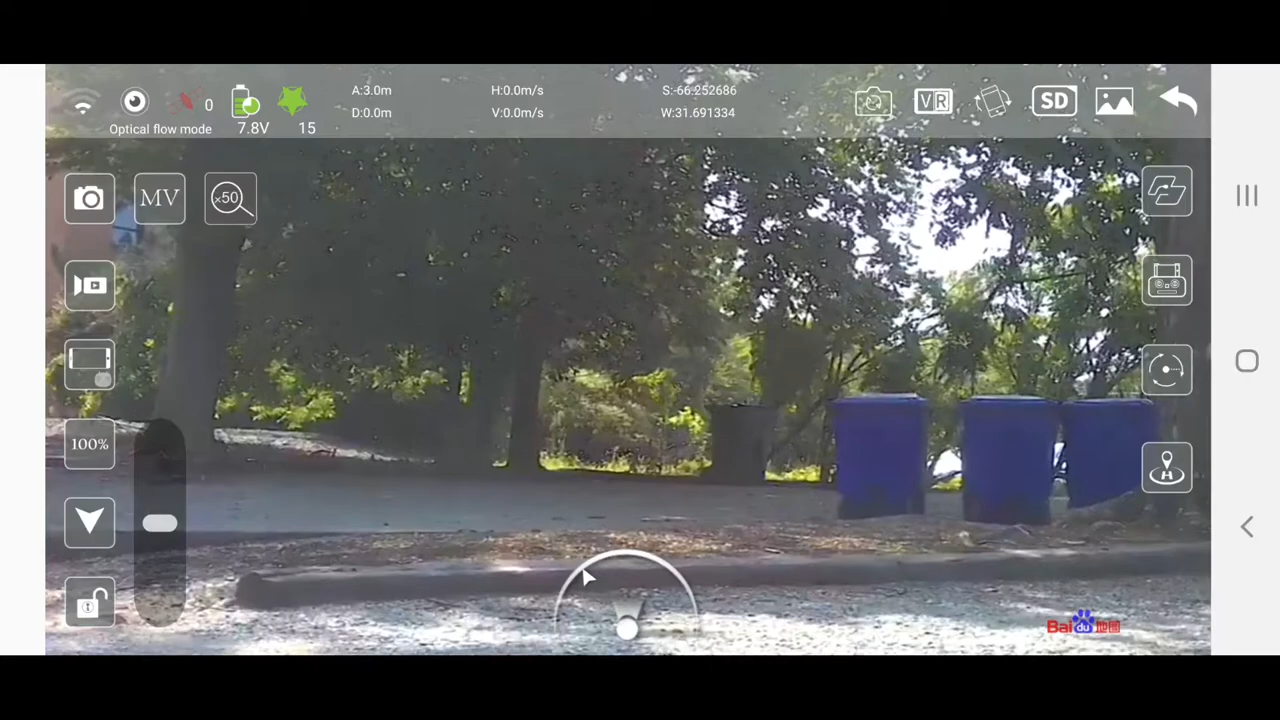 0
Optical flow mode
7.8V
15
A:3.0m
D:0.0m
H:0.0m/s
V:0.0m/s
S:-66.252686
W:31.691334
VR
SD
MV
x50
100%
H
Bai du 地图